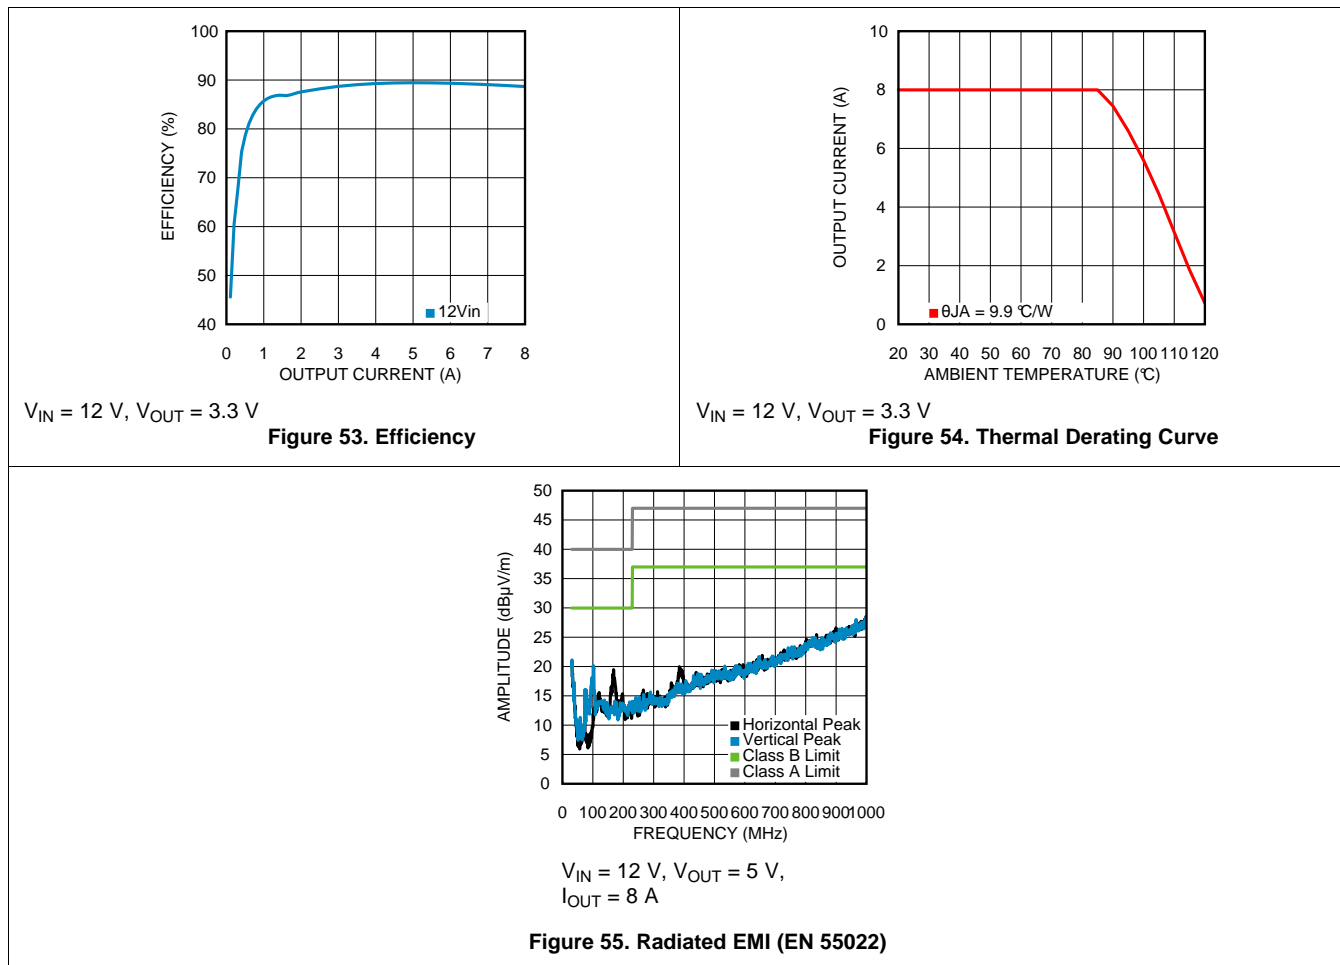 100
90
80
70
60
50
40
EFFICIENCY (%)
12Vin
0 1 2 3 4 5 6 7 8
OUTPUT CURRENT (A)
VIN = 12 V, VOUT = 3.3 V
Figure 53. Efficiency
10
8
6
4
2
0
OUTPUT CURRENT (A)
θJA = 9.9 °C/W
20 30 40 50 60 70 80 90 100 110 120
AMBIENT TEMPERATURE (°C)
VIN = 12 V, VOUT = 3.3 V
Figure 54. Thermal Derating Curve
50
45
40
35
30
25
20
15
10
5
0
AMPLITUDE (dBµV/m)
Horizontal Peak
Vertical Peak
Class B Limit
Class A Limit
0 100 200 300 400 500 600 700 800 900 1000
FREQUENCY (MHz)
VIN = 12 V, VOUT = 5 V,
IOUT = 8 A
Figure 55. Radiated EMI (EN 55022)